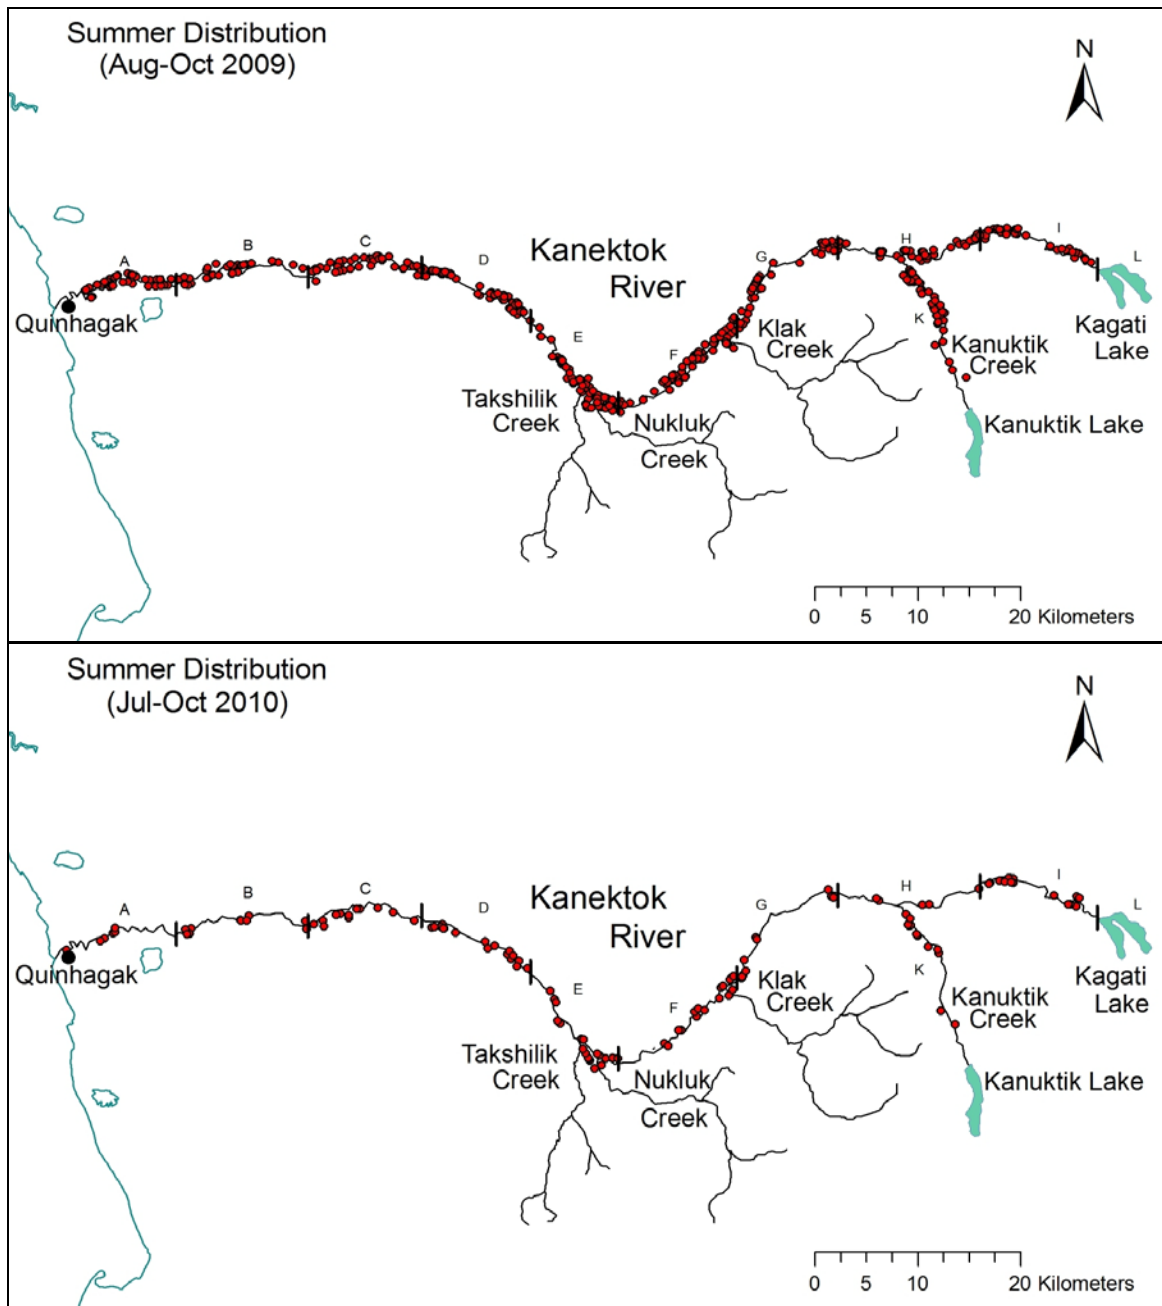 Summer Distribution
(Aug-Oct 2009)
N
A
B
C
D
E
F
G
H
I
K
L
Kanektok
River
Quinhagak
Klak
Creek
Kanuktik
Creek
Kagati
Lake
Takshilik
Creek
Nukluk
Creek
Kanuktik Lake
0 5 10 20 Kilometers
Summer Distribution
(Jul-Oct 2010)
N
A
B
C
D
E
F
G
H
I
K
L
Kanektok
River
Quinhagak
Klak
Creek
Kanuktik
Creek
Kagati
Lake
Takshilik
Creek
Nukluk
Creek
Kanuktik Lake
0 5 10 20 Kilometers